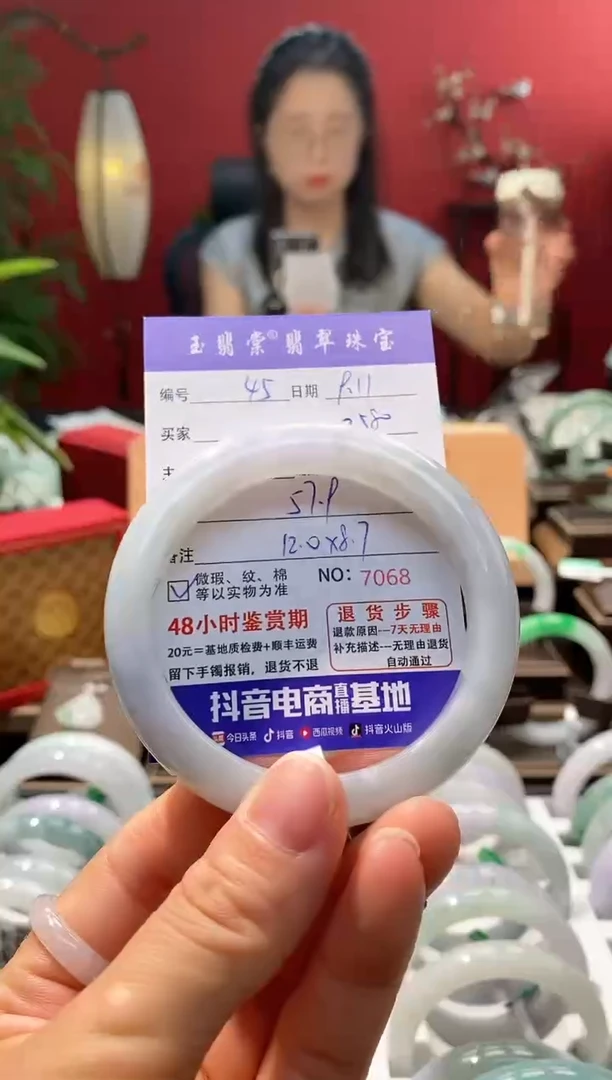 玉翡棠®翡翠珠宝
编号 45 日期 9.11
买家
57.9
注 12.0×8.7
微瑕、纹、棉
等以实物为准
NO: 7068
48小时鉴赏期
20元=基地质检费+顺丰运费
留下手镯报销，退货不退
退货步骤
退款原因---7天无理由
补充描述---无理由退货
自动通过
抖音电商直播基地
今日头条 抖音 西瓜视频 抖音火山版